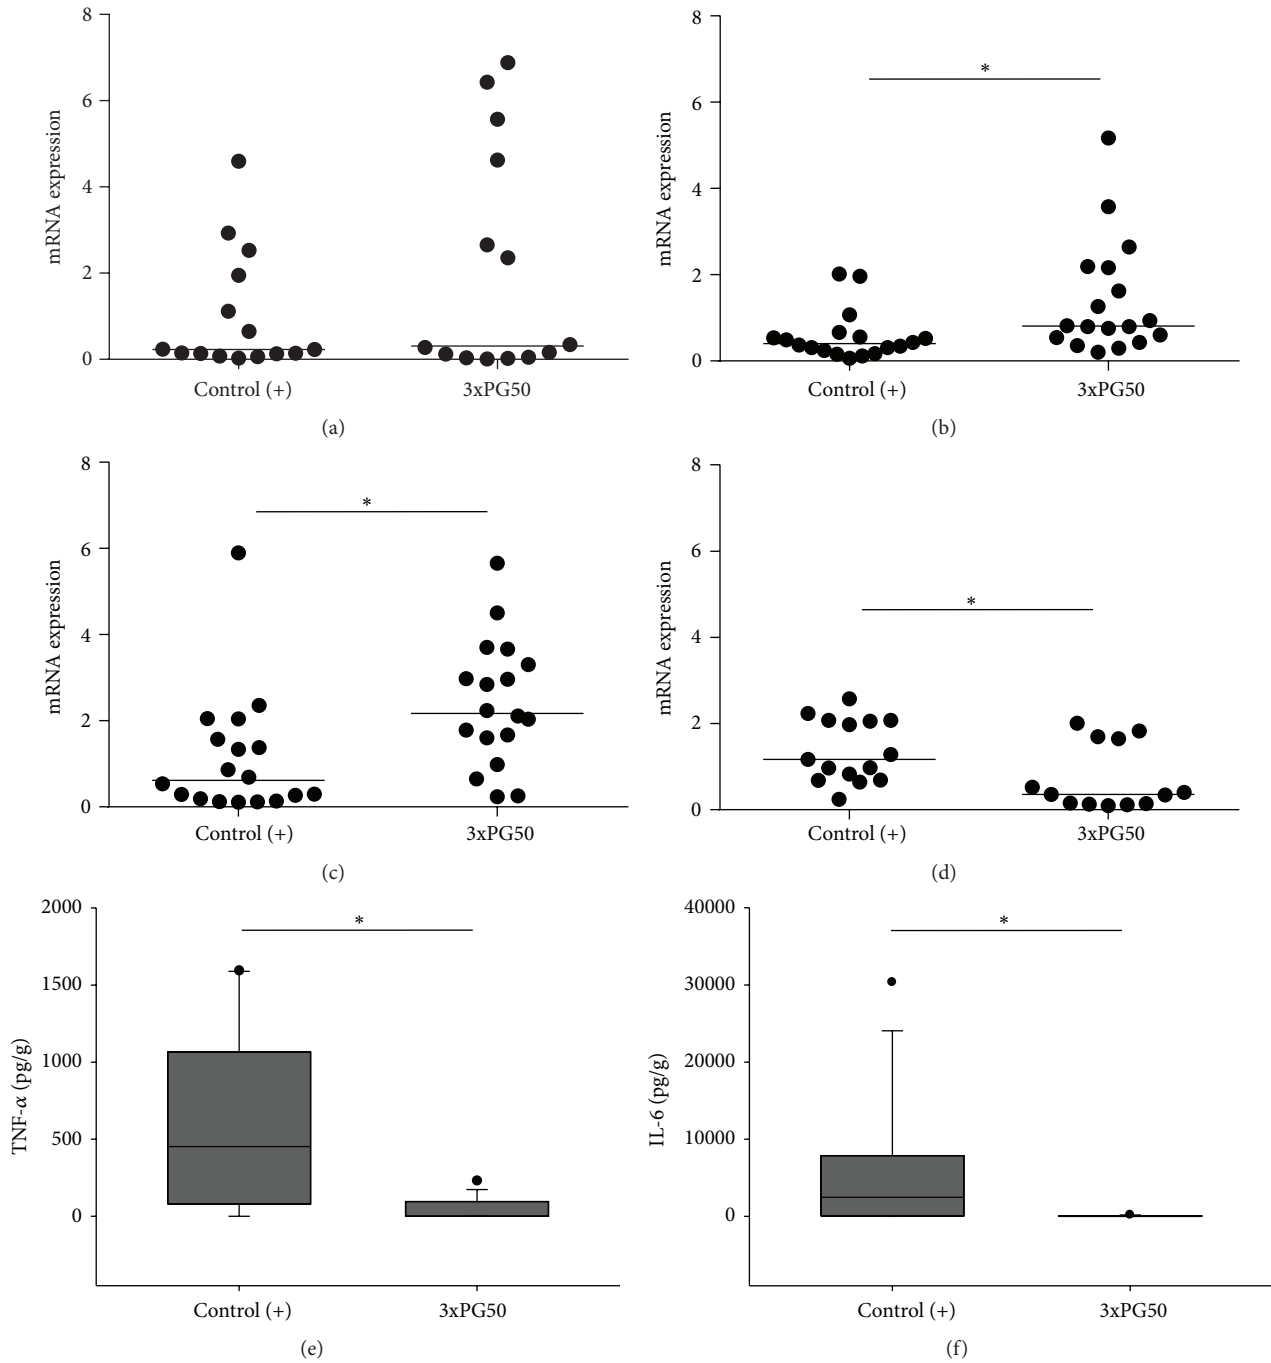 8
6
4
2
0
mRNA expression
Control (+)
3xPG50
(a)
8
6
4
2
0
mRNA expression
*
Control (+)
3xPG50
(b)
8
6
4
2
0
mRNA expression
*
Control (+)
3xPG50
(c)
8
6
4
2
0
mRNA expression
*
Control (+)
3xPG50
(d)
2000
1500
1000
500
0
TNF-α (pg/g)
*
Control (+)
3xPG50
(e)
40000
30000
20000
10000
0
IL-6 (pg/g)
*
Control (+)
3xPG50
(f)